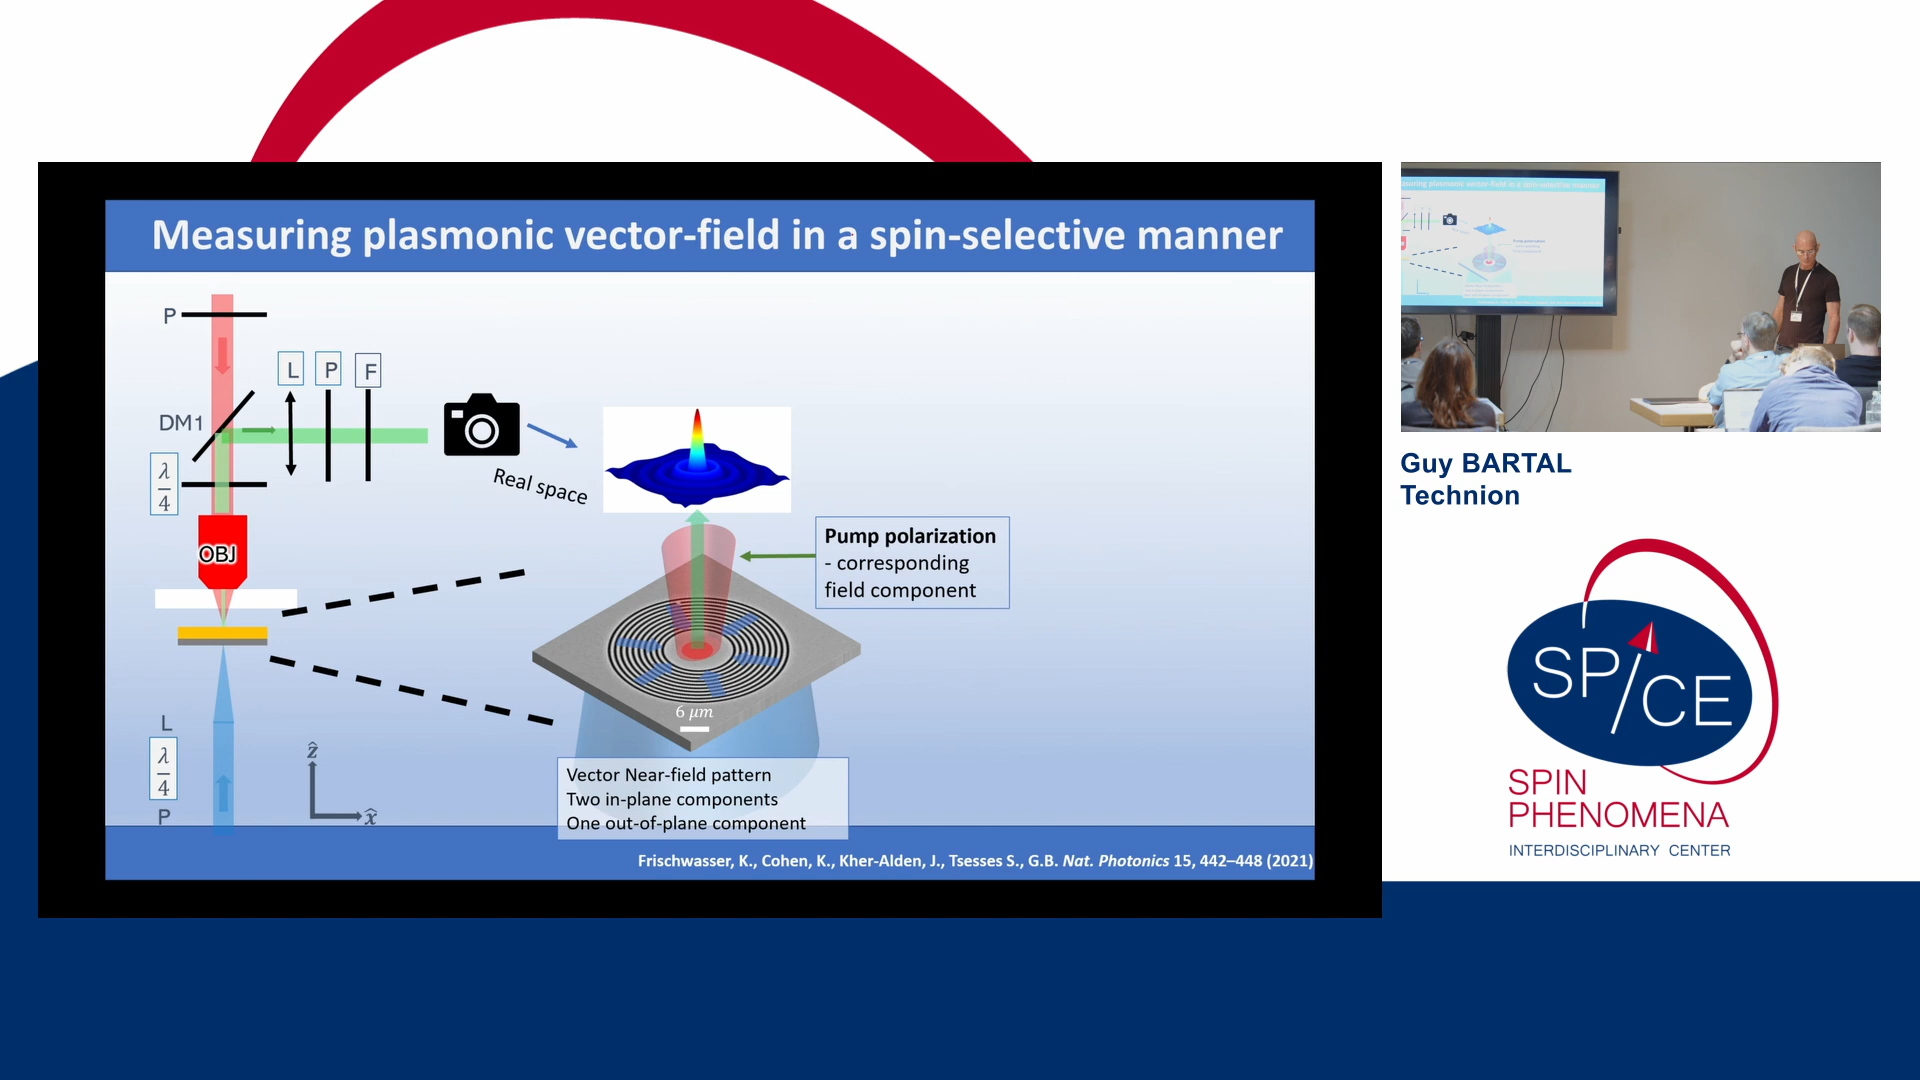 Measuring plasmonic vector-field in a spin-selective manner
P
L P F
DM1
λ
4
Real space
OBJ
Pump polarization
- corresponding
field component
6 μm
L
λ
4
P
ẑ
x̂
Vector Near-field pattern
Two in-plane components
One out-of-plane component
Frischwasser, K., Cohen, K., Kher-Alden, J., Tsesses S., G.B. Nat. Photonics 15, 442–448 (2021)
Guy BARTAL
Technion
SP/CE
SPIN
PHENOMENA
INTERDISCIPLINARY CENTER